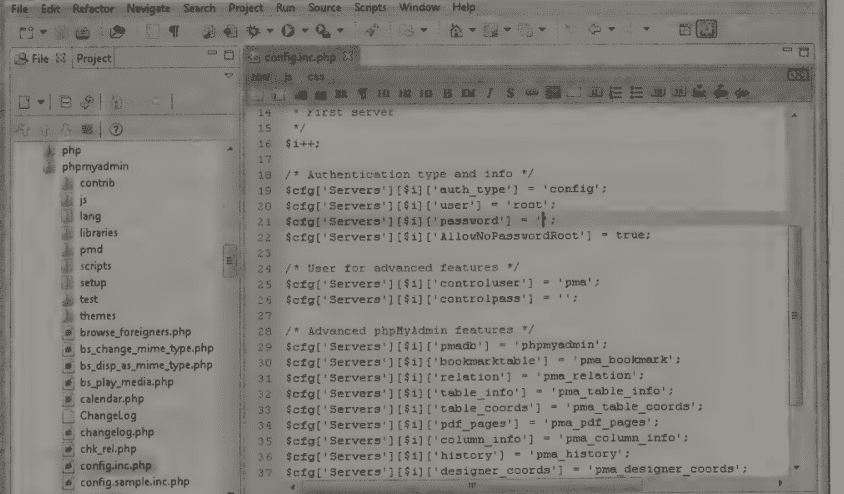 File Edit Refactor Navigate Search Project Run Source Scripts Window Help
File Project
config.inc.php
html js css
php
phpmyadmin
contrib
js
lang
libraries
pmd
scripts
setup
test
themes
browse_foreigners.php
bs_change_mime_type.php
bs_disp_as_mime_type.php
bs_play_media.php
calendar.php
ChangeLog
changelog.php
chk_rel.php
config.inc.php
config.sample.inc.php
14 * First server
15 */
16 $i++;
17
18 /* Authentication type and info */
19 $cfg['Servers'][$i]['auth_type'] = 'config';
20 $cfg['Servers'][$i]['user'] = 'root';
21 $cfg['Servers'][$i]['password'] = '';
22 $cfg['Servers'][$i]['AllowNoPasswordRoot'] = true;
23
24 /* User for advanced features */
25 $cfg['Servers'][$i]['controluser'] = 'pma';
26 $cfg['Servers'][$i]['controlpass'] = '';
27
28 /* Advanced phpMyAdmin features */
29 $cfg['Servers'][$i]['pmadb'] = 'phpmyadmin';
30 $cfg['Servers'][$i]['bookmarktable'] = 'pma_bookmark';
31 $cfg['Servers'][$i]['relation'] = 'pma_relation';
32 $cfg['Servers'][$i]['table_info'] = 'pma_table_info';
33 $cfg['Servers'][$i]['table_coords'] = 'pma_table_coords';
34 $cfg['Servers'][$i]['pdf_pages'] = 'pma_pdf_pages';
35 $cfg['Servers'][$i]['column_info'] = 'pma_column_info';
36 $cfg['Servers'][$i]['history'] = 'pma_history';
37 $cfg['Servers'][$i]['designer_coords'] = 'pma_designer_coords';